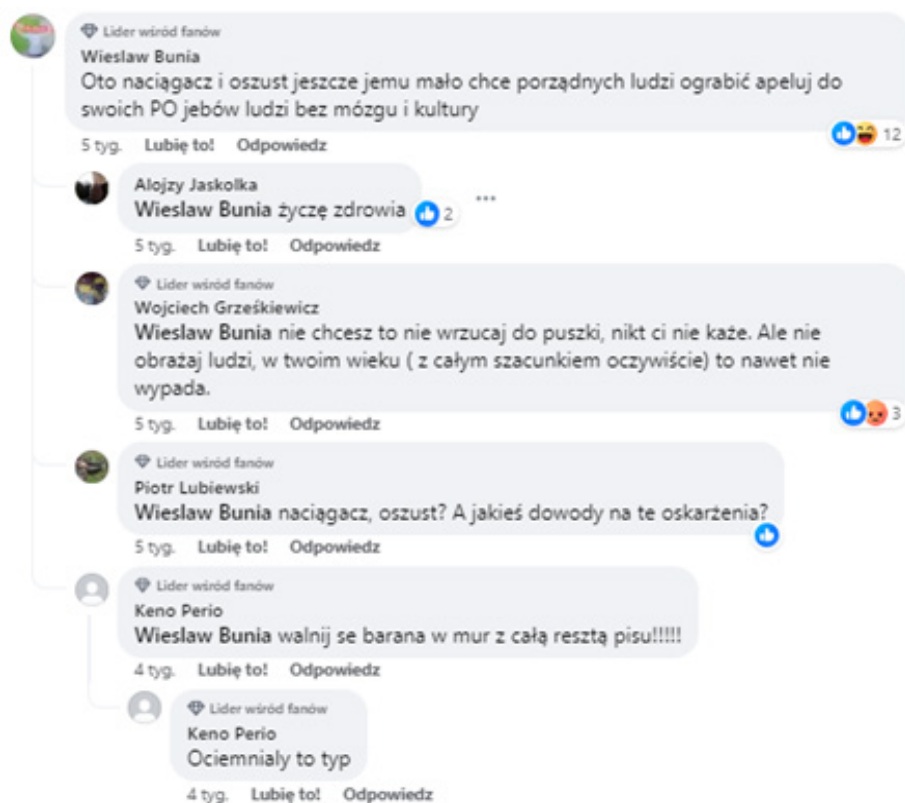 Lider wśród fanów
Wieslaw Bunia
Oto naciągacz i oszust jeszcze jemu mało chce porządnych ludzi ograbić apeluj do
swoich PO jebów ludzi bez mózgu i kultury
12
5 tyg. Lubię to! Odpowiedz
Alojzy Jaskolka
Wieslaw Bunia życzę zdrowia
2
5 tyg. Lubię to! Odpowiedz
Lider wśród fanów
Wojciech Grześkiewicz
Wieslaw Bunia nie chcesz to nie wrzucaj do puszki, nikt ci nie każe. Ale nie
obrażaj ludzi, w twoim wieku ( z całym szacunkiem oczywiście) to nawet nie
wypada.
3
5 tyg. Lubię to! Odpowiedz
Lider wśród fanów
Piotr Lubiewski
Wieslaw Bunia naciągacz, oszust? A jakieś dowody na te oskarżenia?
5 tyg. Lubię to! Odpowiedz
Lider wśród fanów
Keno Perio
Wieslaw Bunia walnij se barana w mur z całą resztą pisu!!!!!
4 tyg. Lubię to! Odpowiedz
Lider wśród fanów
Keno Perio
Ociemnialy to typ
4 tyg. Lubię to! Odpowiedz